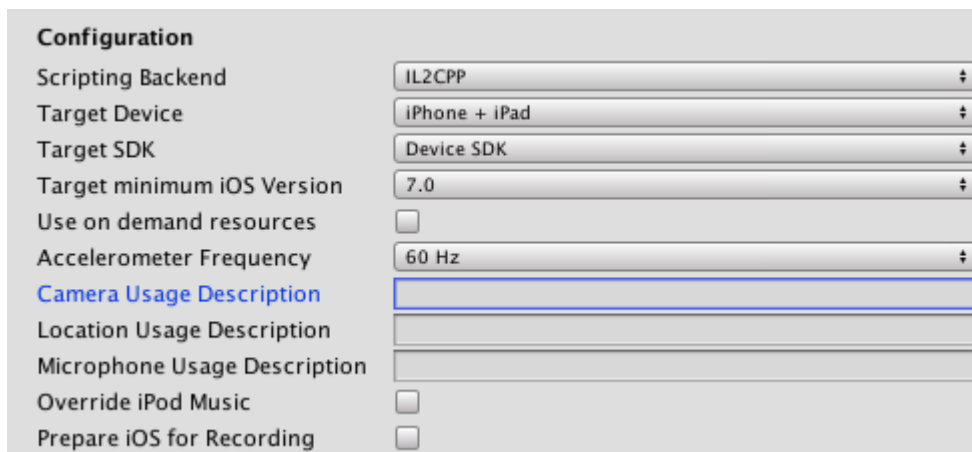 Configuration
Scripting Backend IL2CPP
Target Device iPhone + iPad
Target SDK Device SDK
Target minimum iOS Version 7.0
Use on demand resources
Accelerometer Frequency 60 Hz
Camera Usage Description
Location Usage Description
Microphone Usage Description
Override iPod Music
Prepare iOS for Recording